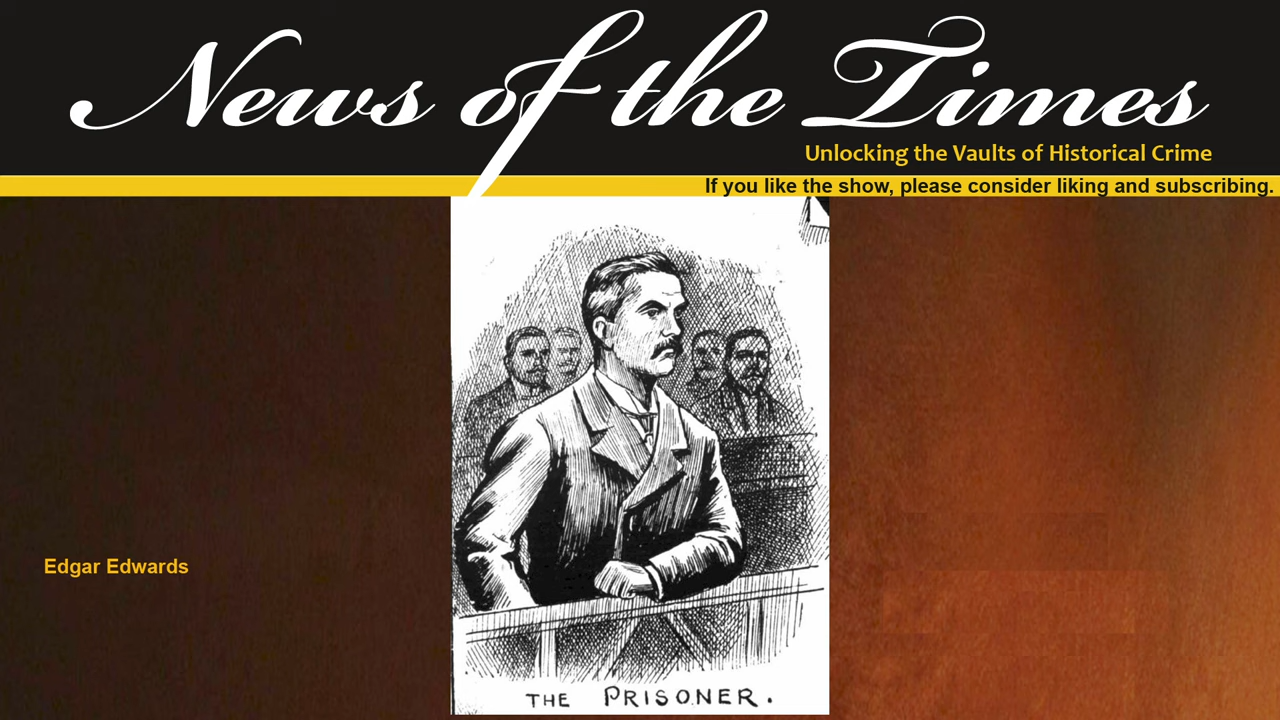 News of the Times
Unlocking the Vaults of Historical Crime
If you like the show, please consider liking and subscribing.
Edgar Edwards
THE PRISONER.